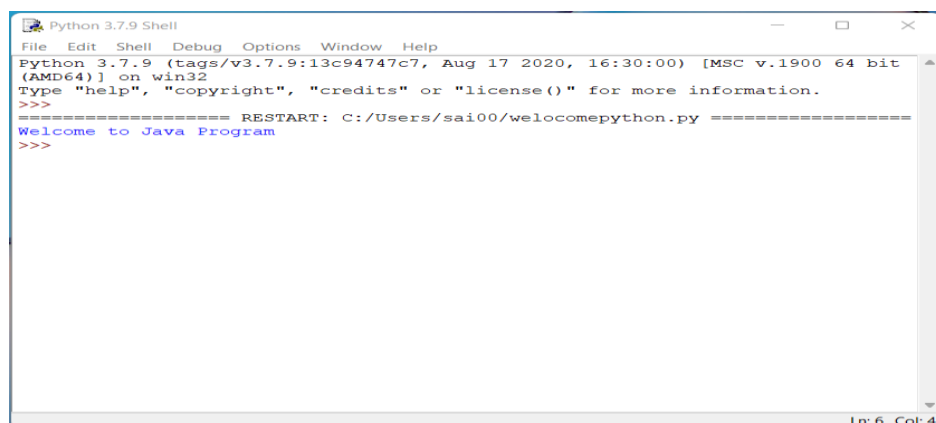 Python 3.7.9 Shell
File Edit Shell Debug Options Window Help
Python 3.7.9 (tags/v3.7.9:13c94747c7, Aug 17 2020, 16:30:00) [MSC v.1900 64 bit
(AMD64)] on win32
Type "help", "copyright", "credits" or "license()" for more information.
>>>
=================== RESTART: C:/Users/sai00/welocomepython.py ==================
Welcome to Java Program
>>>
Ln: 6 Col: 4